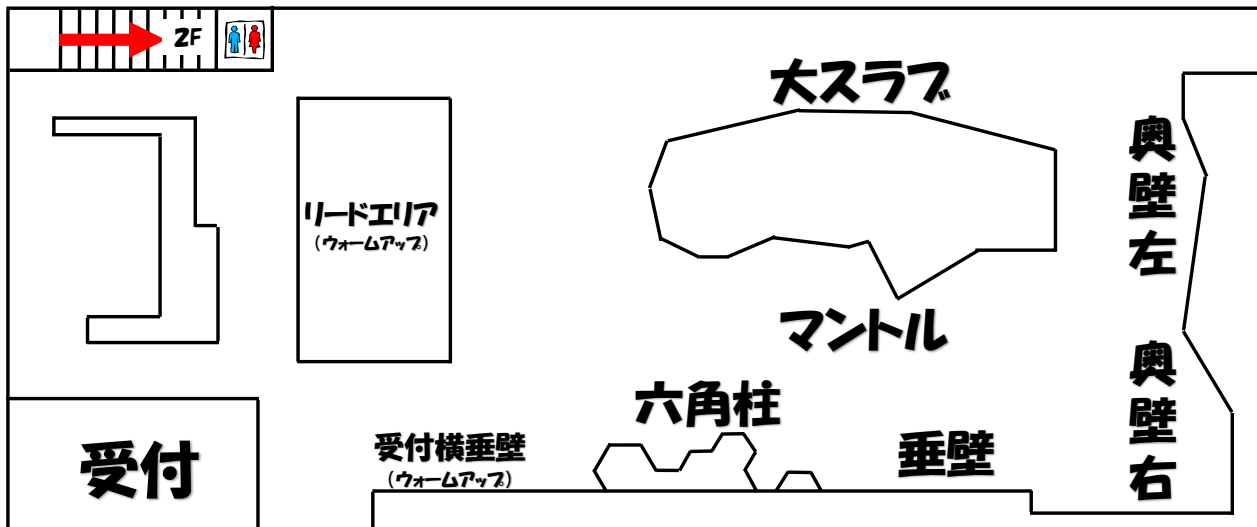 2F
大スラブ
奥壁左
リードエリア
（ウォームアップ）
マントル
奥壁右
六角柱
受付横垂壁
（ウォームアップ）
垂壁
受付